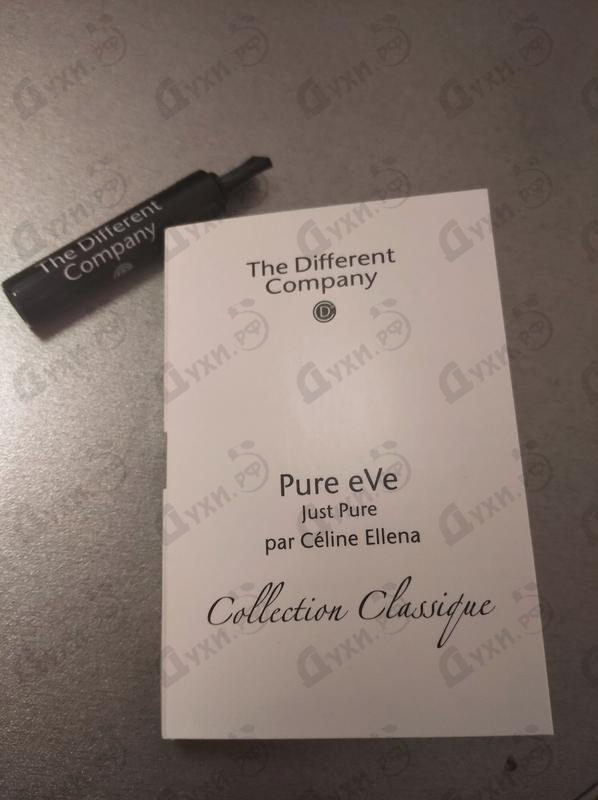 The Different
Company
The Different
Company
D
Pure eVe
Just Pure
par Céline Ellena
Collection Classique
Духи.рф